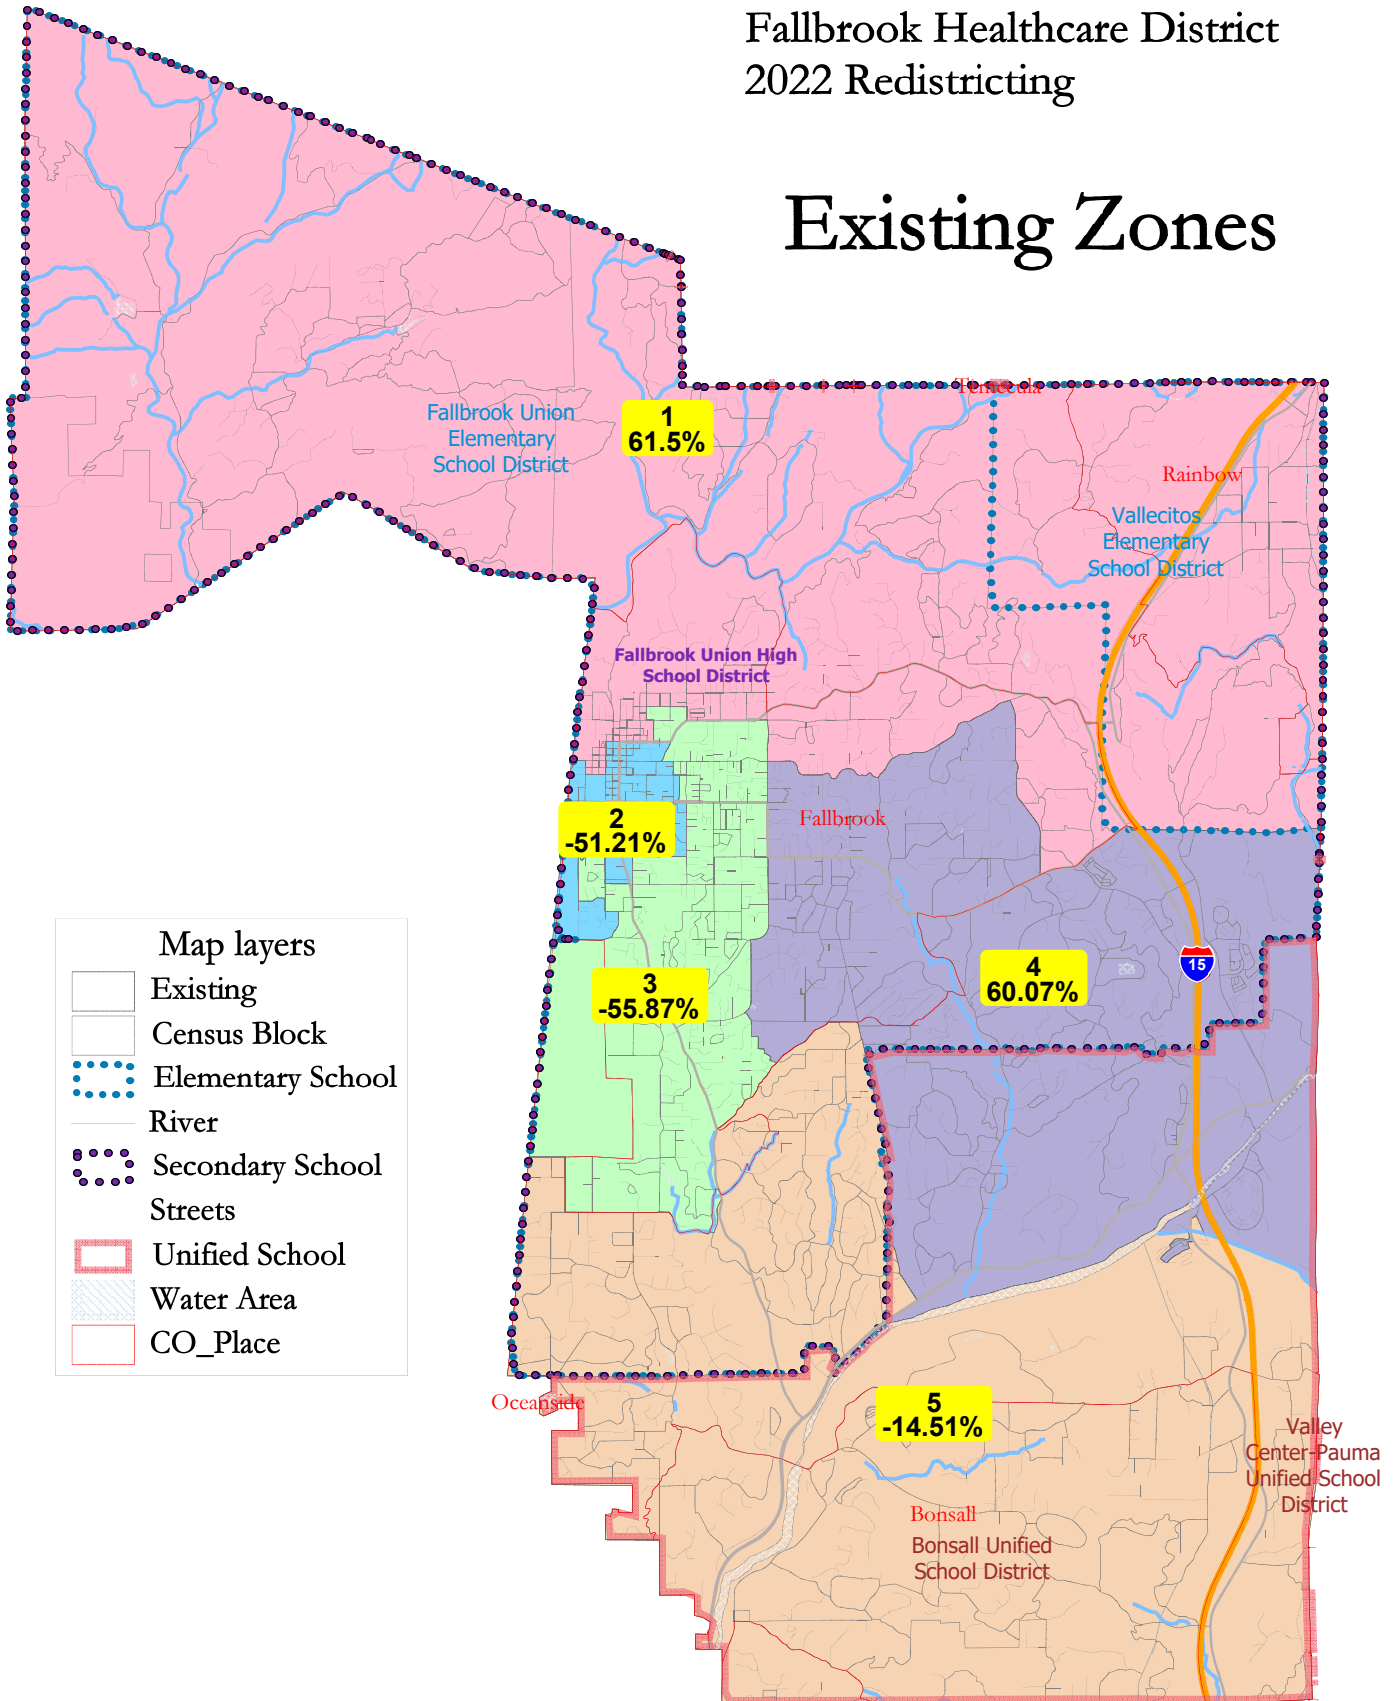 Fallbrook Healthcare District
2022 Redistricting
Existing Zones
Temecula
1
61.5%
Fallbrook Union
Elementary
School District
Rainbow
Vallecitos
Elementary
School District
Fallbrook Union High
School District
2
-51.21%
Fallbrook
3
-55.87%
4
60.07%
15
Map layers
Existing
Census Block
Elementary School
River
Secondary School
Streets
Unified School
Water Area
CO_Place
Oceanside
5
-14.51%
Valley
Center-Pauma
Unified School
District
Bonsall
Bonsall Unified
School District